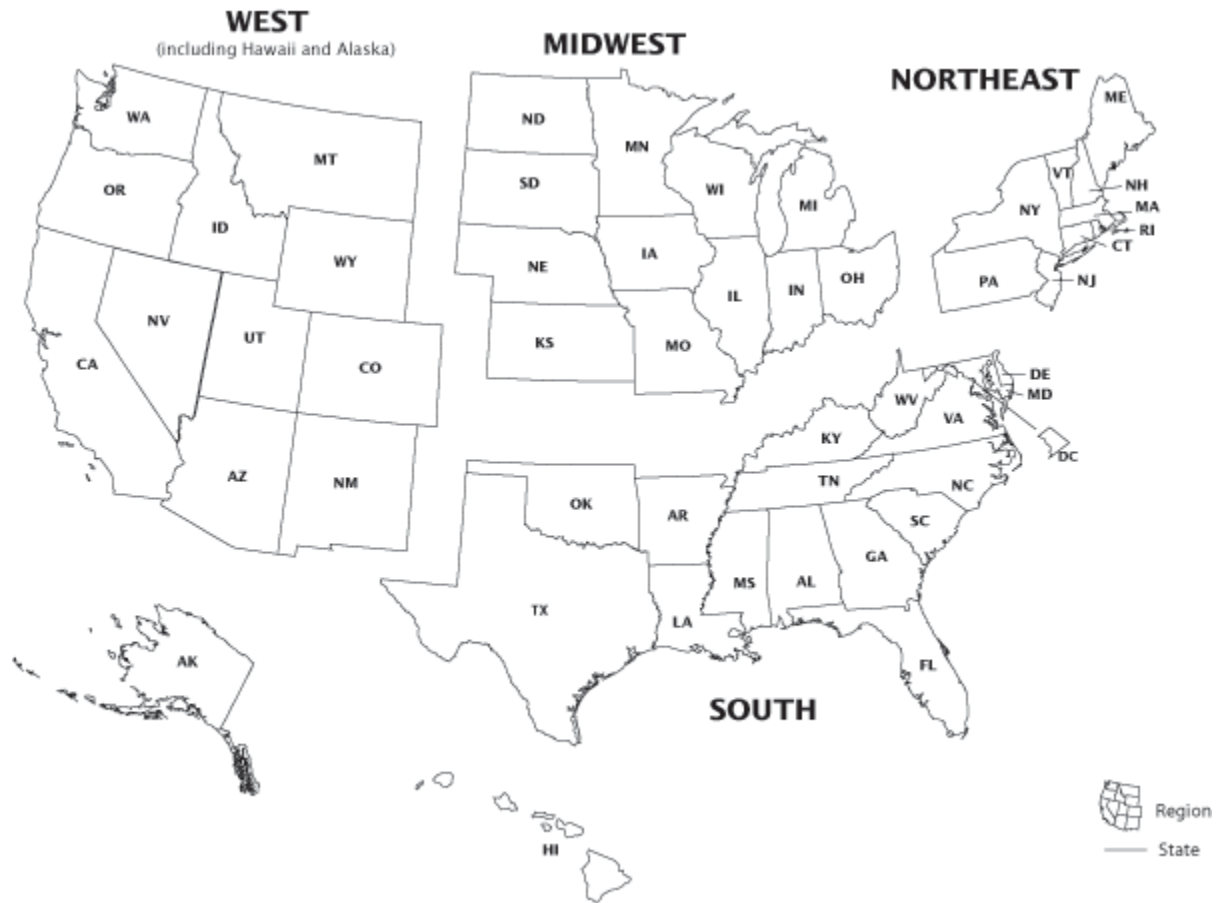 WEST
(including Hawaii and Alaska)
MIDWEST
NORTHEAST
WA
MT
OR
ID
WY
NV
UT
CA
CO
AZ
NM
AK
HI
ND
MN
SD
WI
MI
IA
NE
IL
IN
OH
KS
MO
ME
VT
NH
NY
MA
RI
CT
PA
NJ
DE
MD
WV
VA
KY
DC
TN
NC
OK
AR
SC
GA
MS
AL
TX
LA
FL
SOUTH
Region
State